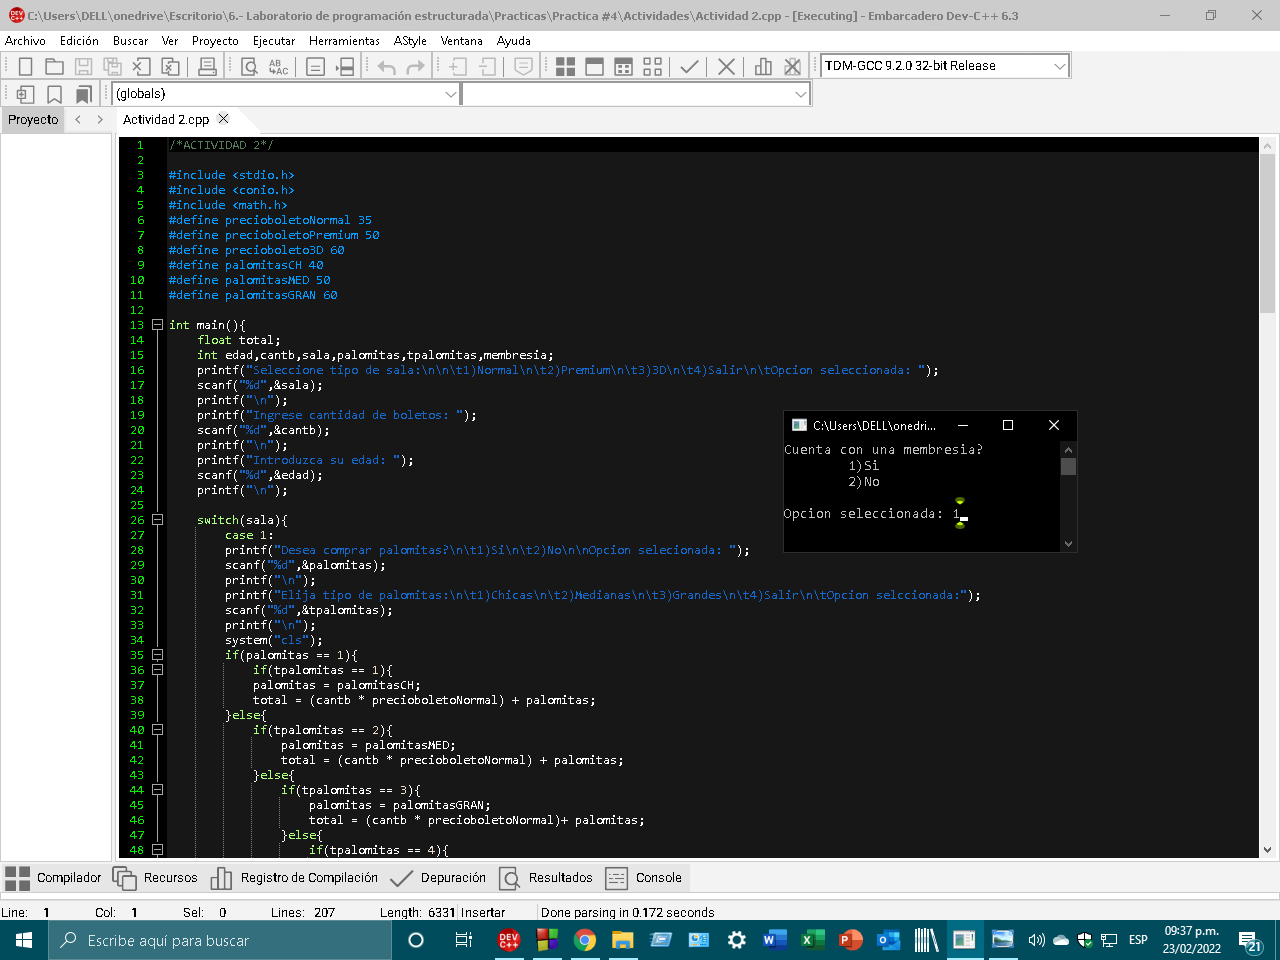 C:\Users\DELL\onedrive\Escritorio\6.- Laboratorio de programación estructurada\Practicas\Practica #4\Actividades\Actividad 2.cpp - [Executing] - Embarcadero Dev-C++ 6.3
Archivo Edición Buscar Ver Proyecto Ejecutar Herramientas AStyle Ventana Ayuda
TDM-GCC 9.2.0 32-bit Release
(globals)
Proyecto Actividad 2.cpp
1 /*ACTIVIDAD 2*/
2
3 #include <stdio.h>
4 #include <conio.h>
5 #include <math.h>
6 #define precioboletoNormal 35
7 #define precioboletoPremium 50
8 #define precioboleto3D 60
9 #define palomitasCH 40
10 #define palomitasMED 50
11 #define palomitasGRAN 60
12
13 int main(){
14 float total;
15 int edad,cantb,sala,palomitas,tpalomitas,membresia;
16 printf("Seleccione tipo de sala:\n\n\t1)Normal\n\t2)Premium\n\t3)3D\n\t4)Salir\n\tOpcion seleccionada: ");
17 scanf("%d",&sala);
18 printf("\n");
19 printf("Ingrese cantidad de boletos: ");
20 scanf("%d",&cantb);
21 printf("\n");
22 printf("Introduzca su edad: ");
23 scanf("%d",&edad);
24 printf("\n");
25
26 switch(sala){
27 case 1:
28 printf("Desea comprar palomitas?\n\t1)Si\n\t2)No\n\nOpcion selecionada: ");
29 scanf("%d",&palomitas);
30 printf("\n");
31 printf("Elija tipo de palomitas:\n\t1)Chicas\n\t2)Medianas\n\t3)Grandes\n\t4)Salir\n\tOpcion selccionada:");
32 scanf("%d",&tpalomitas);
33 printf("\n");
34 system("cls");
35 if(palomitas == 1){
36 if(tpalomitas == 1){
37 palomitas = palomitasCH;
38 total = (cantb * precioboletoNormal) + palomitas;
39 }else{
40 if(tpalomitas == 2){
41 palomitas = palomitasMED;
42 total = (cantb * precioboletoNormal) + palomitas;
43 }else{
44 if(tpalomitas == 3){
45 palomitas = palomitasGRAN;
46 total = (cantb * precioboletoNormal)+ palomitas;
47 }else{
48 if(tpalomitas == 4){
C:\Users\DELL\onedri...
Cuenta con una membresia?
1)Si
2)No
Opcion seleccionada: 1
Compilador Recursos Registro de Compilación Depuración Resultados Console
Line: 1 Col: 1 Sel: 0 Lines: 207 Length: 6331 Insertar Done parsing in 0.172 seconds
Escribe aquí para buscar
DEV C++
ESP
09:37 p.m.
23/02/2022
21